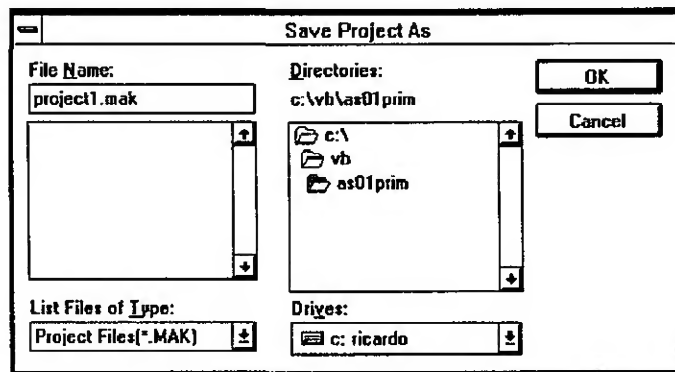 Save Project As
File Name:
project1.mak
Directories:
c:\vb\as01prim
c:\
vb
as01prim
OK
Cancel
List Files of Type:
Project Files(*.MAK)
Drives:
c: ricardo